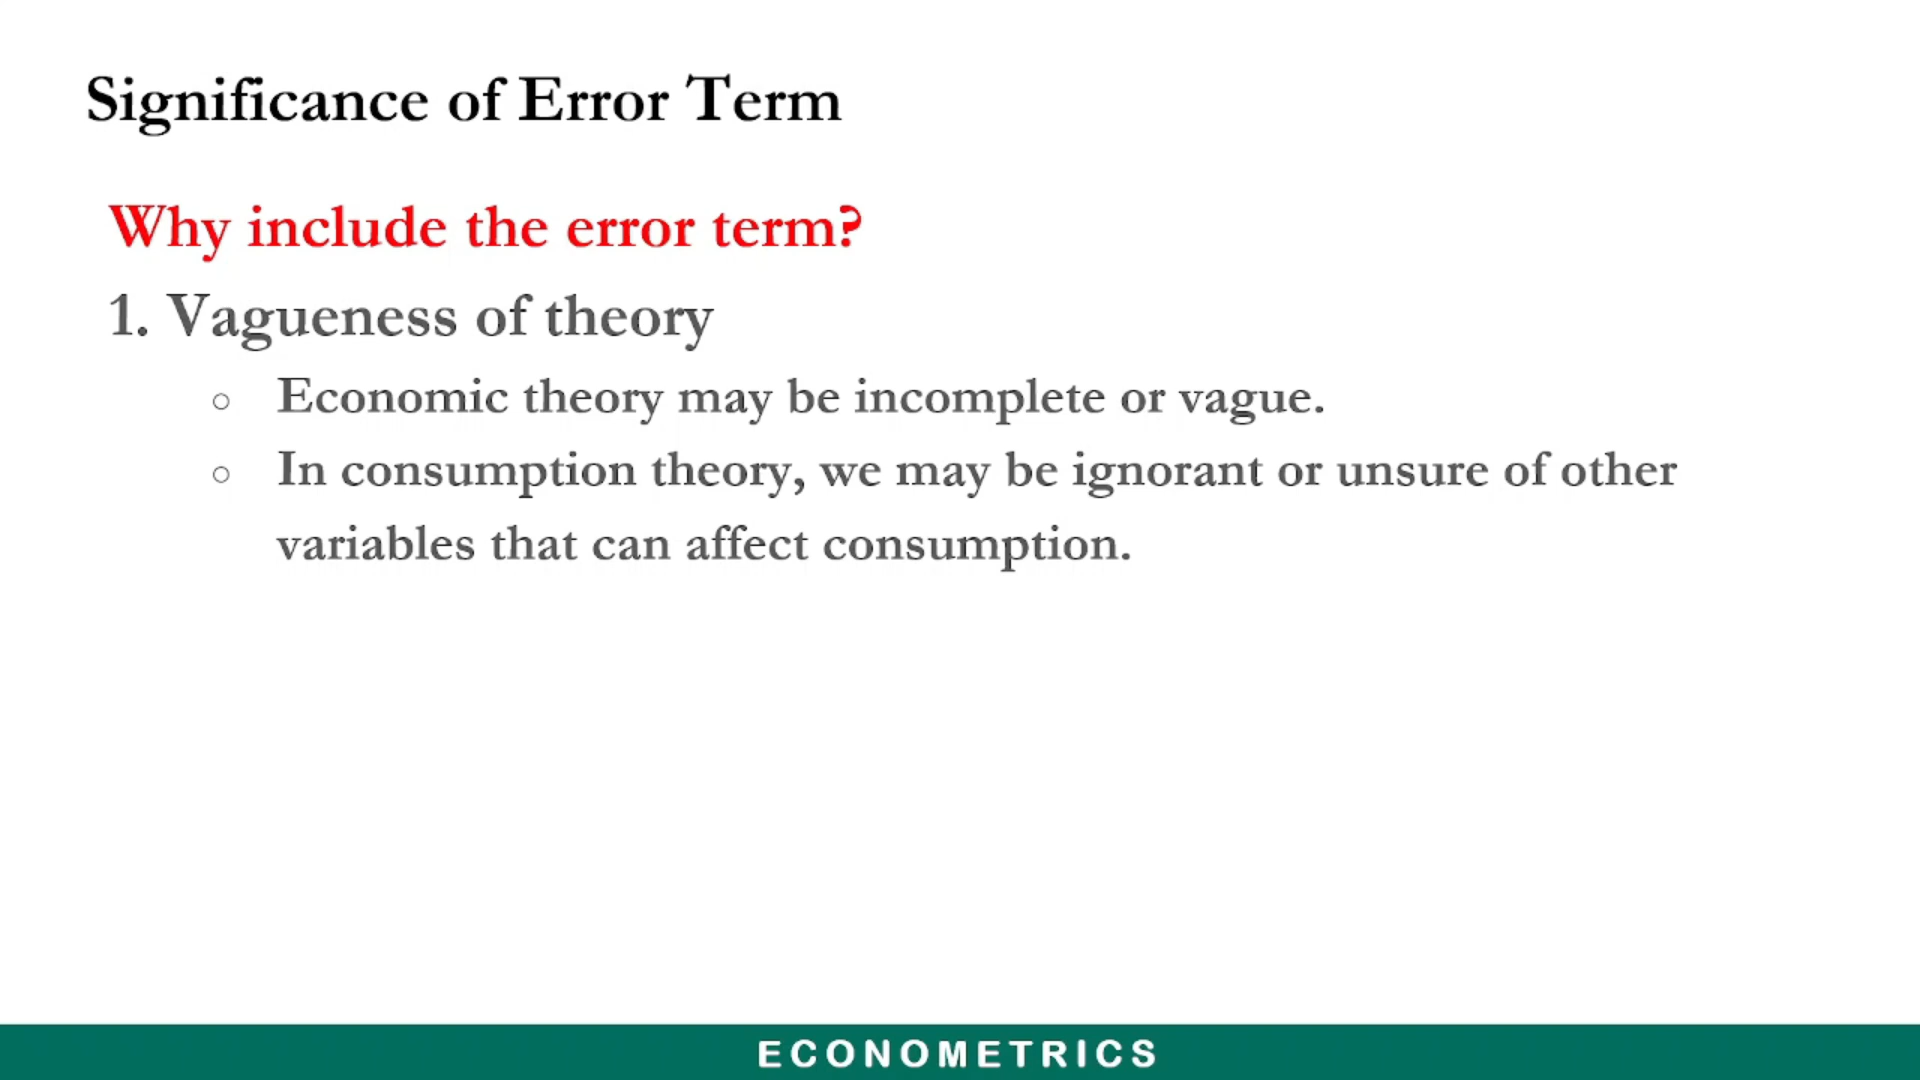 Significance of Error Term
Why include the error term?
1. Vagueness of theory
○ Economic theory may be incomplete or vague.
○ In consumption theory, we may be ignorant or unsure of other
variables that can affect consumption.
ECONOMETRICS